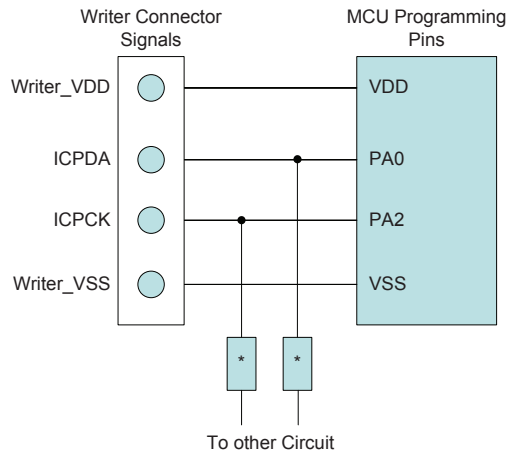 Writer Connector
Signals
MCU Programming
Pins
Writer_VDD
VDD
ICPDA
PA0
ICPCK
PA2
Writer_VSS
VSS
*
*
To other Circuit